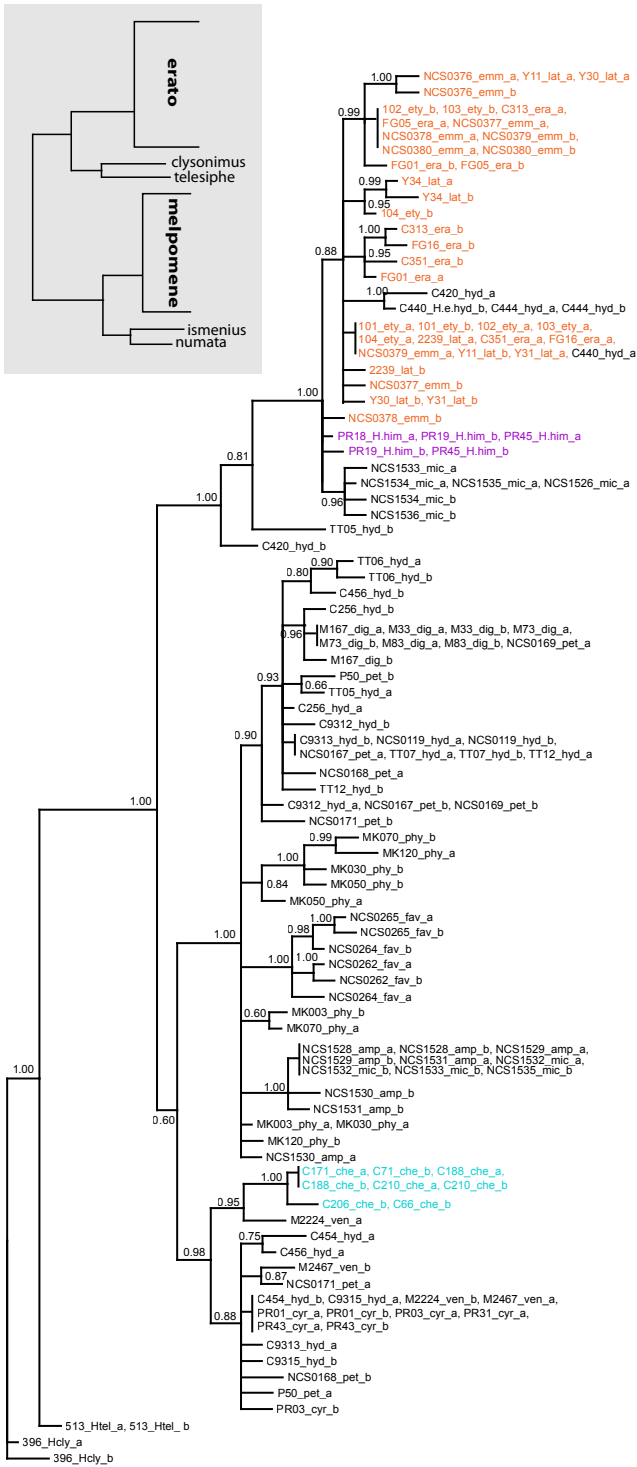 erato
clysonimus
telesiphe
melpomene
ismenius
numata
1.00
NCS0376_emm_a, Y11_lat_a, Y30_lat_a
NCS0376_emm_b
0.99
102_ety_b, 103_ety_b, C313_era_a,
FG05_era_a, NCS0377_emm_a,
NCS0378_emm_a, NCS0379_emm_b,
NCS0380_emm_a, NCS0380_emm_b
FG01_era_b, FG05_era_b
0.99
Y34_lat_a
Y34_lat_b
0.95
104_ety_b
C313_era_b
1.00
FG16_era_b
0.88
0.95
C351_era_b
FG01_era_a
1.00
C420_hyd_a
C440_H.e.hyd_b, C444_hyd_a, C444_hyd_b
101_ety_a, 101_ety_b, 102_ety_a, 103_ety_a,
104_ety_a, 2239_lat_a, C351_era_a, FG16_era_a,
NCS0379_emm_a, Y11_lat_b, Y31_lat_a, C440_hyd_a
2239_lat_b
NCS0377_emm_b
1.00
Y30_lat_b, Y31_lat_b
NCS0378_emm_b
PR18_H.him_a, PR19_H.him_b, PR45_H.him_a
PR19_H.him_b, PR45_H.him_b
0.81
NCS1533_mic_a
NCS1534_mic_a, NCS1535_mic_a, NCS1526_mic_a
0.96
NCS1534_mic_b
1.00
NCS1536_mic_b
TT05_hyd_b
C420_hyd_b
TT06_hyd_a
0.90
0.80
TT06_hyd_b
C456_hyd_b
C256_hyd_b
0.96
M167_dig_a, M33_dig_a, M33_dig_b, M73_dig_a,
M73_dig_b, M83_dig_a, M83_dig_b, NCS0169_pet_a
M167_dig_b
0.93
P50_pet_b
0.66
TT05_hyd_a
C256_hyd_a
C9312_hyd_b
0.90
C9313_hyd_b, NCS0119_hyd_a, NCS0119_hyd_b,
NCS0167_pet_a, TT07_hyd_a, TT07_hyd_b, TT12_hyd_a
NCS0168_pet_a
TT12_hyd_b
1.00
C9312_hyd_a, NCS0167_pet_b, NCS0169_pet_b
NCS0171_pet_b
0.99
MK070_phy_b
MK120_phy_a
1.00
MK030_phy_b
0.84
MK050_phy_b
MK050_phy_a
1.00
NCS0265_fav_a
0.98
NCS0265_fav_b
1.00
NCS0264_fav_b
1.00
1.00
NCS0262_fav_a
NCS0262_fav_b
NCS0264_fav_a
0.60
MK003_phy_b
MK070_phy_a
NCS1528_amp_a, NCS1528_amp_b, NCS1529_amp_a,
NCS1529_amp_b, NCS1531_amp_a, NCS1532_mic_a,
NCS1532_mic_b, NCS1533_mic_b, NCS1535_mic_b
1.00
1.00
NCS1530_amp_b
NCS1531_amp_b
0.60
MK003_phy_a, MK030_phy_a
MK120_phy_b
NCS1530_amp_a
1.00
C171_che_a, C71_che_b, C188_che_a,
C188_che_b, C210_che_a, C210_che_b
0.95
C206_che_b, C66_che_b
M2224_ven_a
0.75
C454_hyd_a
0.98
C456_hyd_a
M2467_ven_b
0.87
NCS0171_pet_a
0.88
C454_hyd_b, C9315_hyd_a, M2224_ven_b, M2467_ven_a,
PR01_cyr_a, PR01_cyr_b, PR03_cyr_a, PR31_cyr_a,
PR43_cyr_a, PR43_cyr_b
C9313_hyd_a
C9315_hyd_b
NCS0168_pet_b
P50_pet_a
PR03_cyr_b
513_Htel_a, 513_Htel_ b
396_Hcly_a
396_Hcly_b